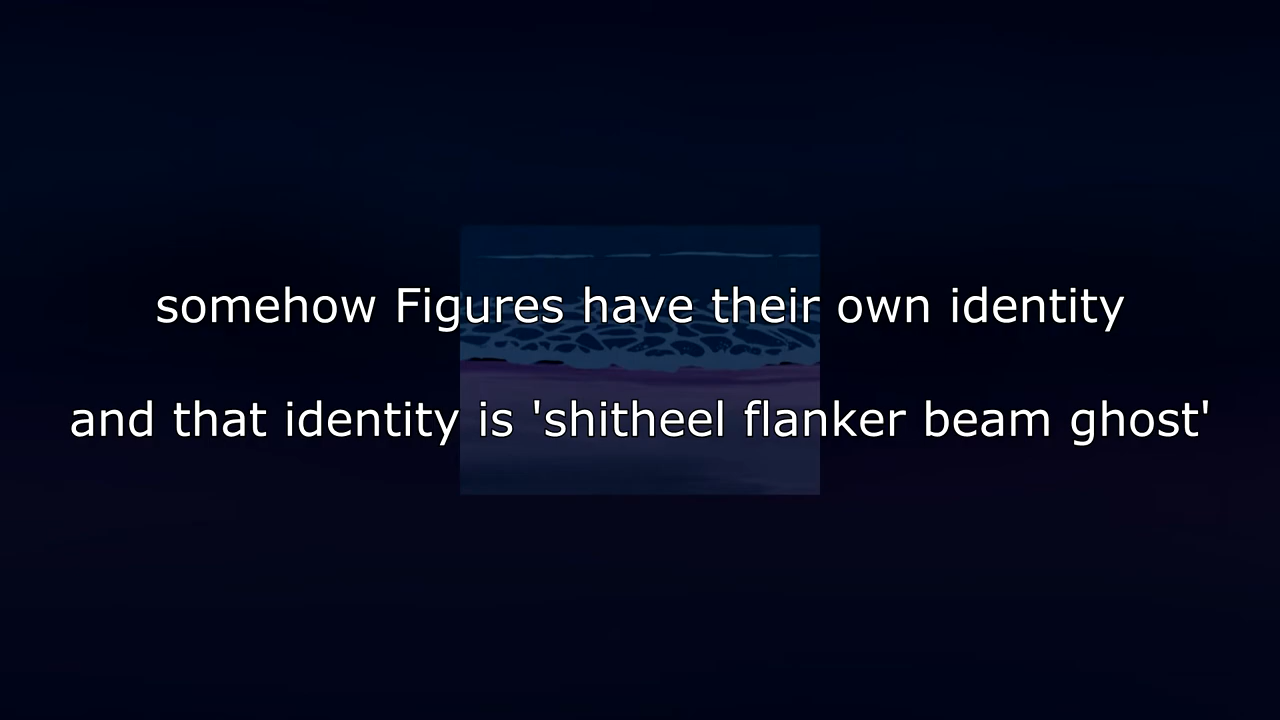 somehow Figures have their own identity
and that identity is 'shitheel flanker beam ghost'